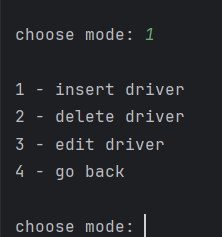 choose mode: 1
1 - insert driver
2 - delete driver
3 - edit driver
4 - go back
choose mode: